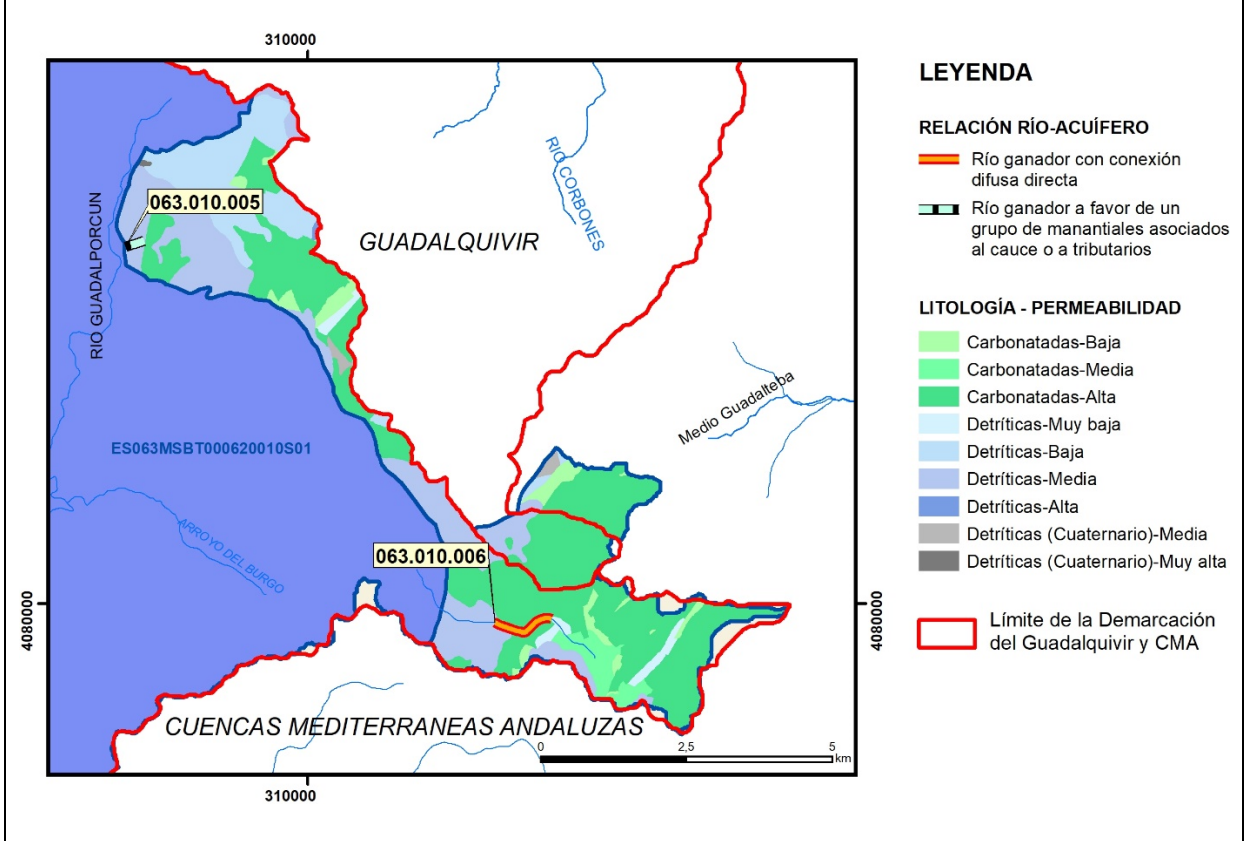 310000
063.010.005
RIO GUADALPORCUN
RIO CORBONES
GUADALQUIVIR
Medio Guadalteba
ES063MSBT000620010S01
ARROYO DEL BURGO
063.010.006
4080000
4080000
CUENCAS MEDITERRANEAS ANDALUZAS
0 2,5 5
km
310000
LEYENDA
RELACIÓN RÍO-ACUÍFERO
Río ganador con conexión
difusa directa
Río ganador a favor de un
grupo de manantiales asociados
al cauce o a tributarios
LITOLOGÍA - PERMEABILIDAD
Carbonatadas-Baja
Carbonatadas-Media
Carbonatadas-Alta
Detríticas-Muy baja
Detríticas-Baja
Detríticas-Media
Detríticas-Alta
Detríticas (Cuaternario)-Media
Detríticas (Cuaternario)-Muy alta
Límite de la Demarcación
del Guadalquivir y CMA